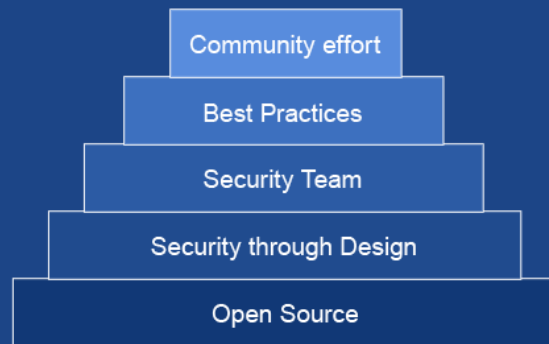 Community effort
Best Practices
Security Team
Security through Design
Open Source